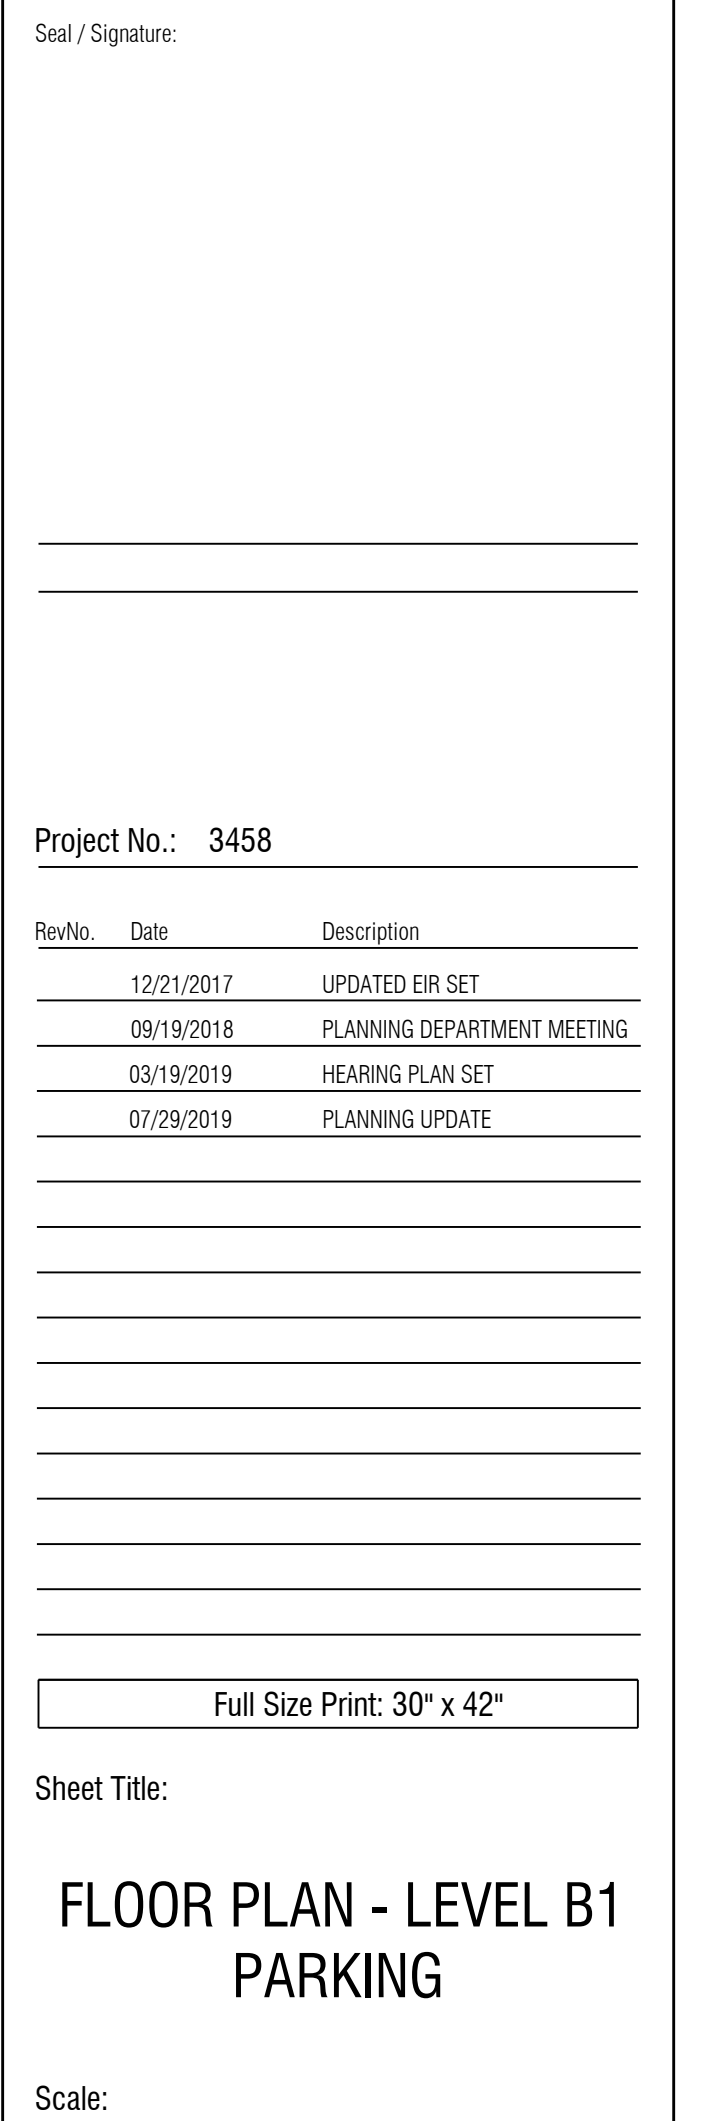 Seal / Signature:
Project No.: 3458
RevNo. Date Description
12/21/2017 UPDATED EIR SET
09/19/2018 PLANNING DEPARTMENT MEETING
03/19/2019 HEARING PLAN SET
07/29/2019 PLANNING UPDATE
Full Size Print: 30" x 42"
Sheet Title:
FLOOR PLAN - LEVEL B1
PARKING
Scale: